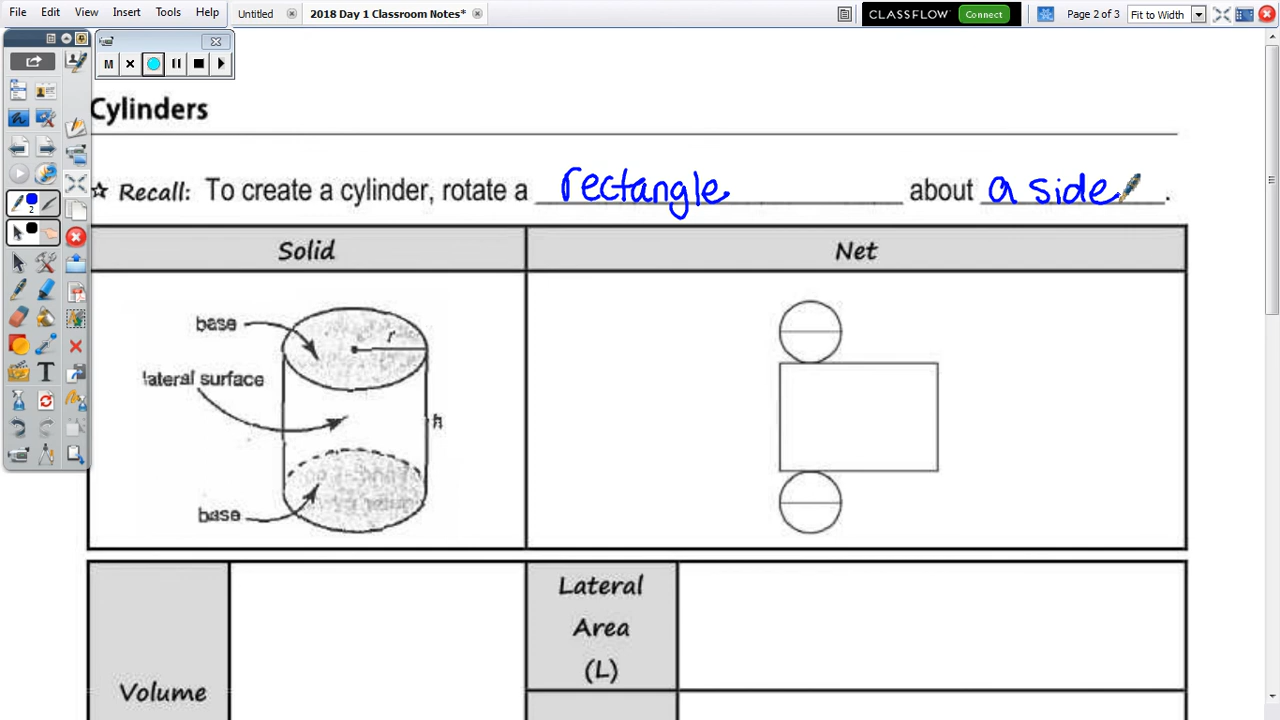 File Edit View Insert Tools Help Untitled 2018 Day 1 Classroom Notes* CLASSFLOW Connect Page 2 of 3 Fit to Width
M
Cylinders
☆ Recall: To create a cylinder, rotate a rectangle about a side.
2
Solid Net
base
r
lateral surface
T
h
base
Lateral
Area
(L)
Volume